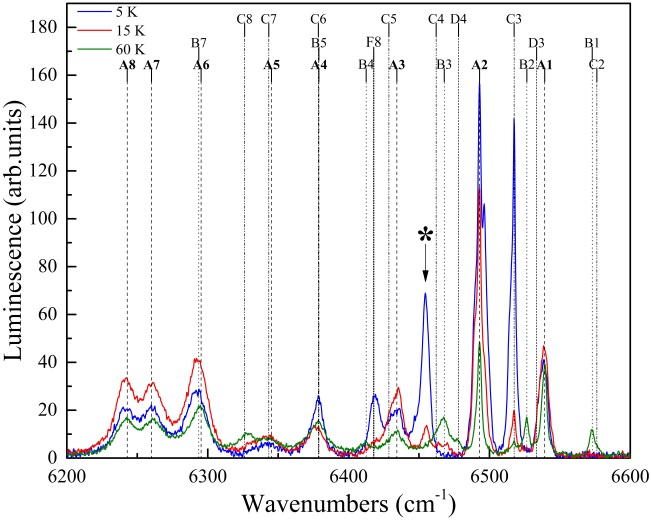 5 K
15 K
60 K
C8 C7 C6 C5 C4 D4 C3
B7 B5 F8 D3 B1
A8 A7 A6 A5 A4 B4 A3 B3 A2 B2 A1 C2
*
180
160
140
120
100
80
60
40
20
0
6200 6300 6400 6500 6600
Luminescence (arb.units)
Wavenumbers (cm-1)